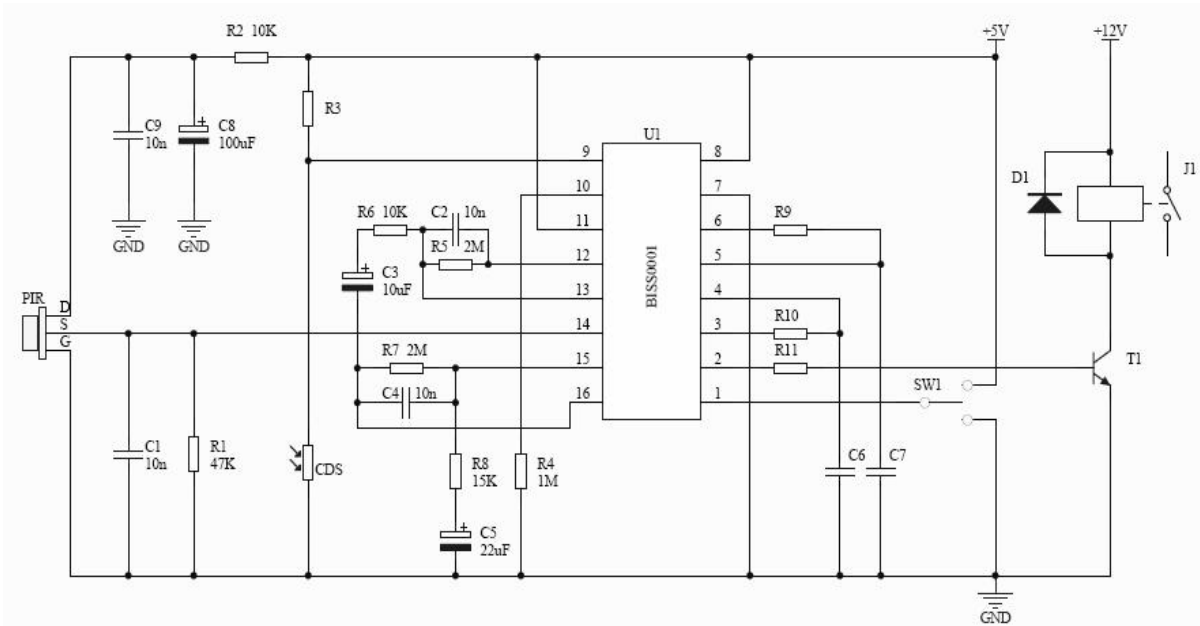 R2 10K
+5V
+12V
R3
C9
10n
C8
100uF
+
GND
GND
U1
BISS0001
9
10
11
12
13
14
15
16
8
7
6
5
4
3
2
1
R6 10K
C2 10n
R5 2M
+
C3
10uF
R7 2M
C4 10n
R9
R10
R11
D1
J1
T1
SW1
PIR
D
S
G
C1
10n
R1
47K
CDS
R8
15K
R4
1M
+
C5
22uF
C6
C7
GND